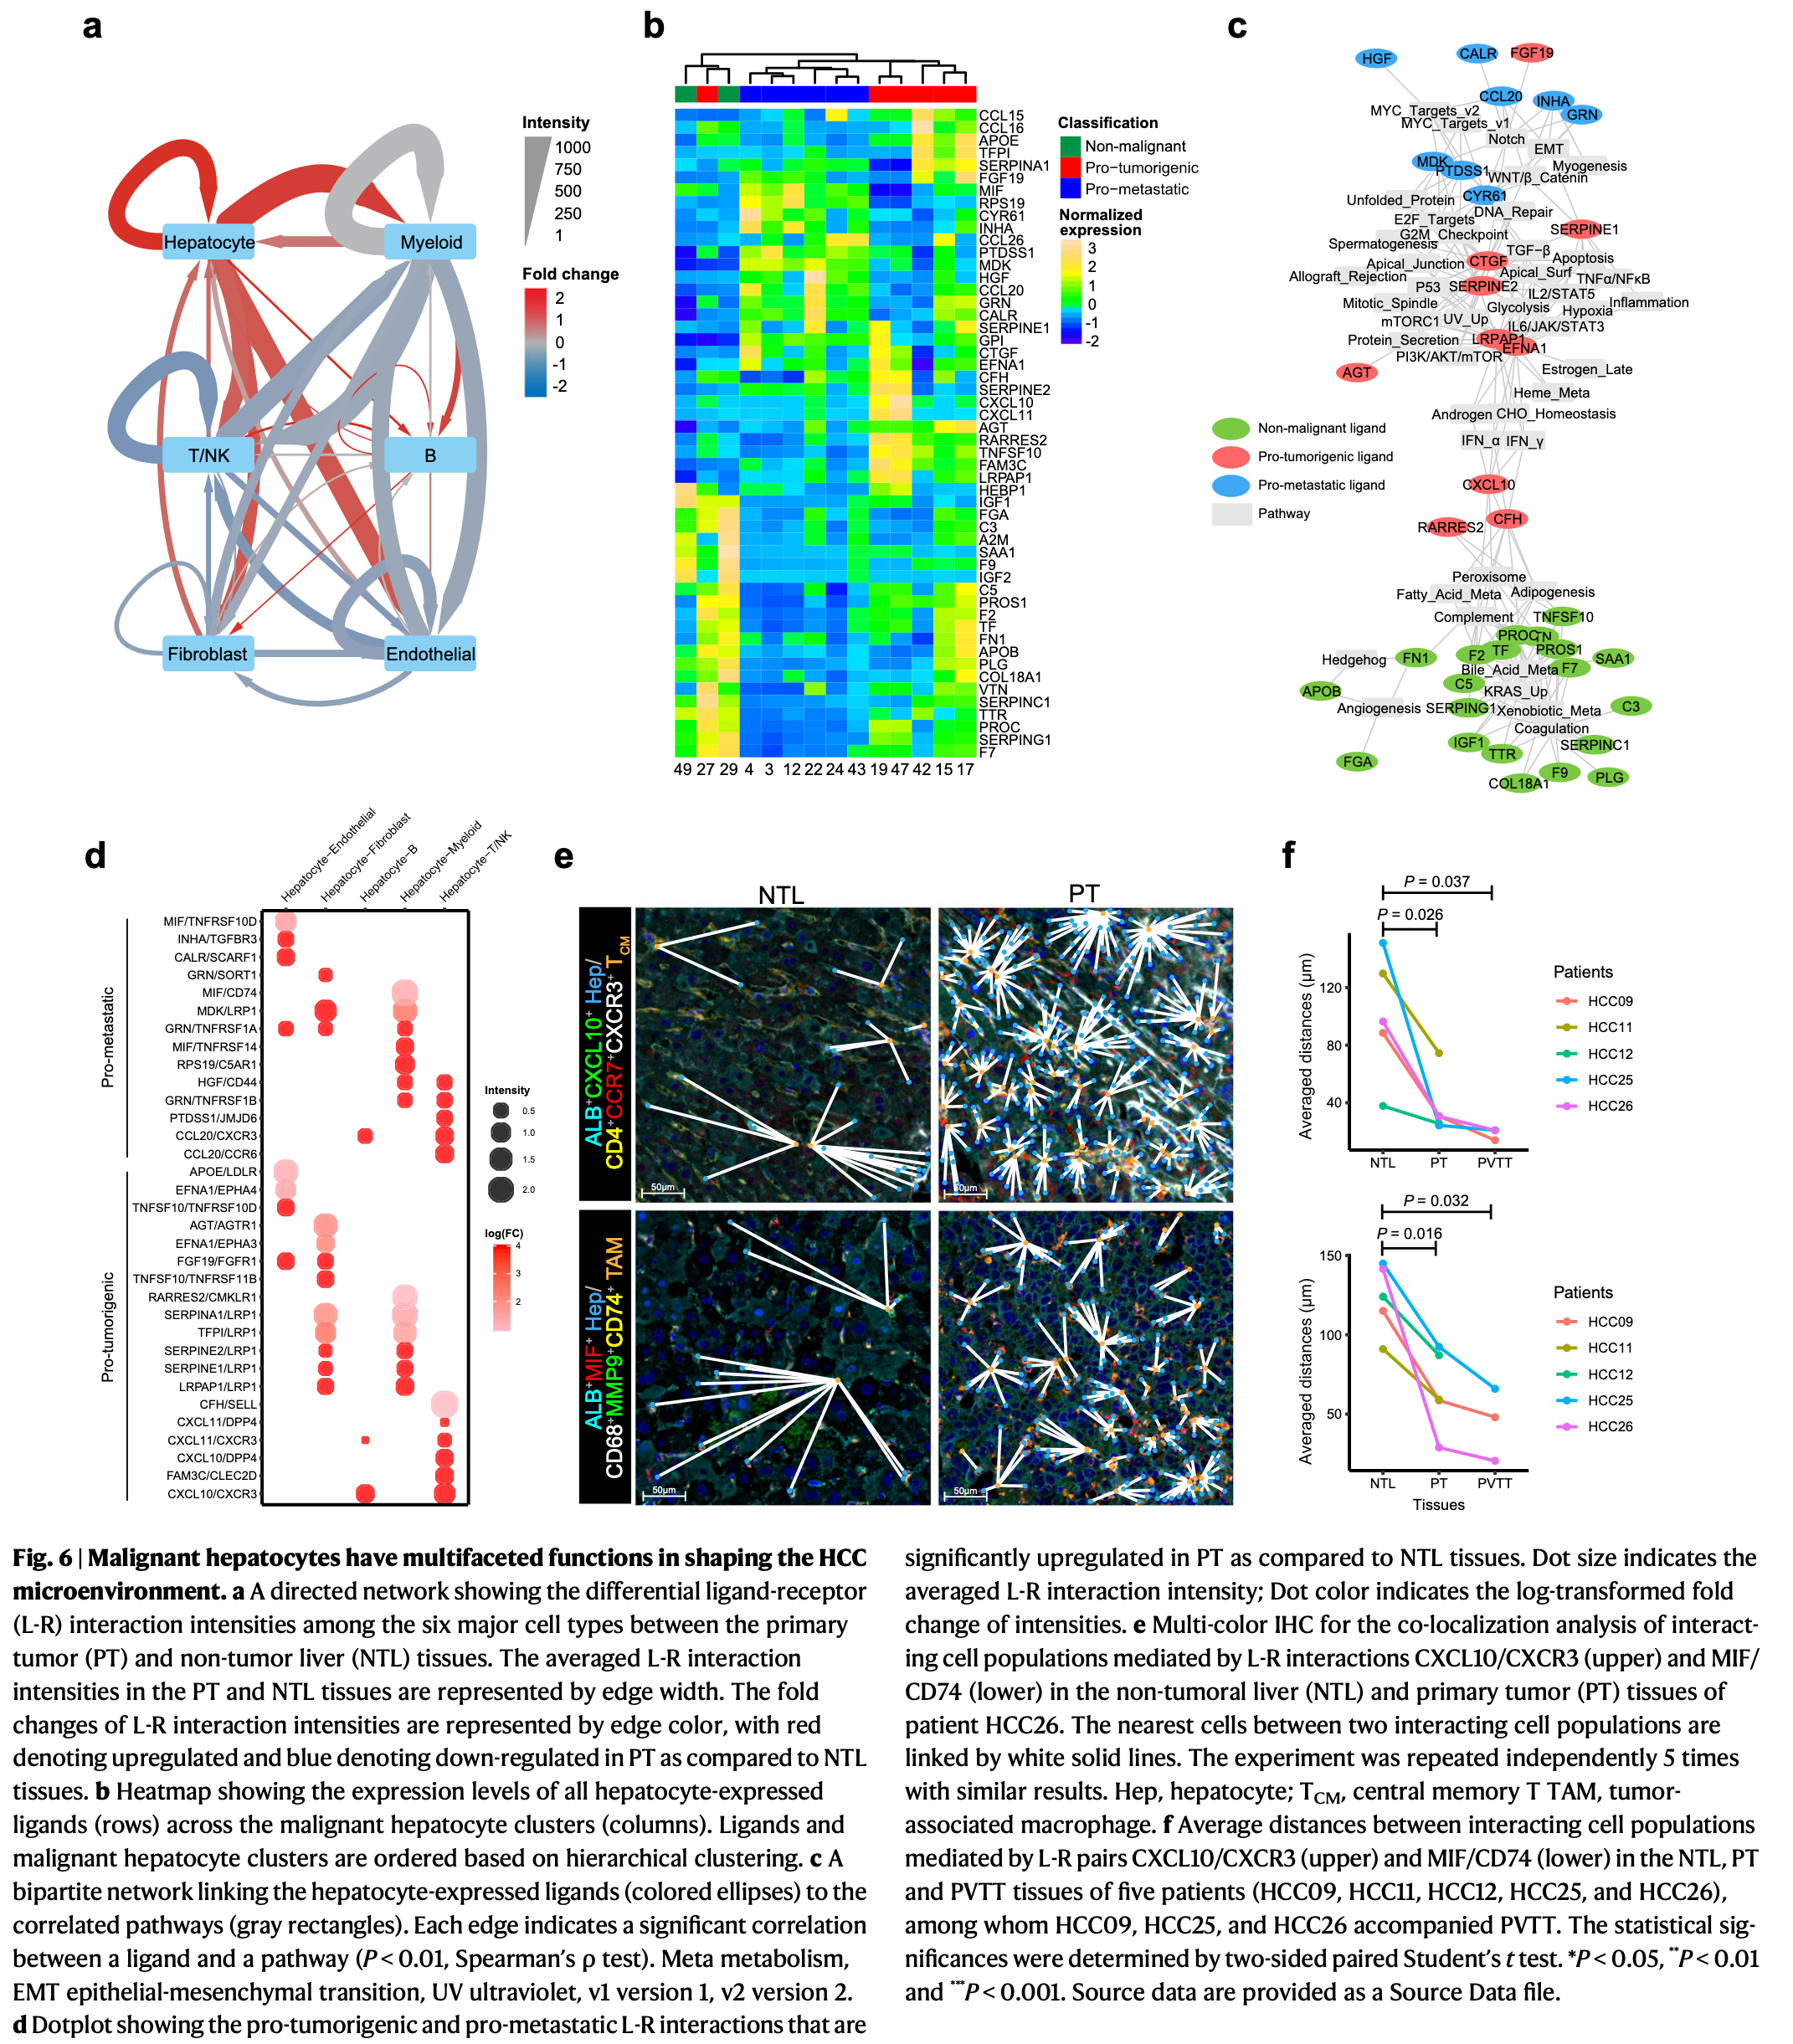 a
Hepatocyte
Myeloid
T/NK
B
Fibroblast
Endothelial
Intensity
1000
750
500
250
1
Fold change
2
1
0
-1
-2
b
CCL15
CCL16
APOE
TFPI
SERPINA1
FGF19
MIF
RPS19
CYR61
INHA
CCL26
PTDSS1
MDK
HGF
CCL20
GRN
CALR
SERPINE1
GPI
CTGF
EFNA1
CFH
SERPINE2
CXCL10
CXCL11
AGT
RARRES2
TNFSF10
FAM3C
LRPAP1
HEBP1
IGF1
FGA
C3
A2M
SAA1
F9
IGF2
C5
PROS1
F2
TF
FN1
APOB
PLG
COL18A1
VTN
SERPINC1
TTR
PROC
SERPING1
F7
49 27 29 4 3 12 22 24 43 19 47 42 15 17
Classification
Non-malignant
Pro-tumorigenic
Pro-metastatic
Normalized
expression
3
2
1
0
-1
-2
c
HGF
CALR
FGF19
CCL20
INHA
GRN
MYC_Targets_v2
MYC_Targets_v1
Notch
EMT
MDK
PTDSS1
Myogenesis
WNT/β_Catenin
CYR61
Unfolded_Protein
DNA_Repair
E2F_Targets
SERPINE1
G2M_Checkpoint
Spermatogenesis
TGF−β
Apical_Junction
CTGF
Apoptosis
Allograft_Rejection
Apical_Surf
TNFα/NFκB
P53
SERPINE2
IL2/STAT5
Mitotic_Spindle
Glycolysis
Hypoxia
Inflammation
mTORC1
UV_Up
IL6/JAK/STAT3
Protein_Secretion
LRPAP1
EFNA1
PI3K/AKT/mTOR
AGT
Estrogen_Late
Heme_Meta
Androgen
CHO_Homeostasis
IFN_α
IFN_γ
CXCL10
RARRES2
CFH
Non-malignant ligand
Pro-tumorigenic ligand
Pro-metastatic ligand
Pathway
Peroxisome
Fatty_Acid_Meta
Adipogenesis
Complement
TNFSF10
PROC
Hedgehog
FN1
F2
TF
PROS1
SAA1
Bile_Acid_Meta
F7
APOB
C5
KRAS_Up
Angiogenesis
SERPING1
Xenobiotic_Meta
C3
Coagulation
IGF1
TTR
SERPINC1
FGA
COL18A1
F9
PLG
d
Hepatocyte−Endothelial
Hepatocyte−Fibroblast
Hepatocyte−B
Hepatocyte−Myeloid
Hepatocyte−T/NK
Pro-metastatic
MIF/TNFRSF10D
INHA/TGFBR3
CALR/SCARF1
GRN/SORT1
MIF/CD74
MDK/LRP1
GRN/TNFRSF1A
MIF/TNFRSF14
RPS19/C5AR1
HGF/CD44
GRN/TNFRSF1B
PTDSS1/JMJD6
CCL20/CXCR3
CCL20/CCR6
Pro-tumorigenic
APOE/LDLR
EFNA1/EPHA4
TNFSF10/TNFRSF10D
AGT/AGTR1
EFNA1/EPHA3
FGF19/FGFR1
TNFSF10/TNFRSF11B
RARRES2/CMKLR1
SERPINA1/LRP1
TFPI/LRP1
SERPINE2/LRP1
SERPINE1/LRP1
LRPAP1/LRP1
CFH/SELL
CXCL11/DPP4
CXCL11/CXCR3
CXCL10/DPP4
FAM3C/CLEC2D
CXCL10/CXCR3
Intensity
0.5
1.0
1.5
2.0
log(FC)
4
3
2
e
NTL
PT
ALB⁺CXCL10⁺ Hep/
CD4⁺CCR7⁺CXCR3⁺ TCM
50μm
50μm
ALB⁺MIF⁺ Hep/
CD68⁺MMP9⁺CD74⁺ TAM
50μm
50μm
f
P = 0.037
P = 0.026
Averaged distances (μm)
120
80
40
NTL PT PVTT
Patients
HCC09
HCC11
HCC12
HCC25
HCC26
P = 0.032
P = 0.016
Averaged distances (μm)
150
100
50
NTL PT PVTT
Tissues
Patients
HCC09
HCC11
HCC12
HCC25
HCC26
Fig. 6 | Malignant hepatocytes have multifaceted functions in shaping the HCC
microenvironment. a A directed network showing the differential ligand-receptor
(L-R) interaction intensities among the six major cell types between the primary
tumor (PT) and non-tumor liver (NTL) tissues. The averaged L-R interaction
intensities in the PT and NTL tissues are represented by edge width. The fold
changes of L-R interaction intensities are represented by edge color, with red
denoting upregulated and blue denoting down-regulated in PT as compared to NTL
tissues. b Heatmap showing the expression levels of all hepatocyte-expressed
ligands (rows) across the malignant hepatocyte clusters (columns). Ligands and
malignant hepatocyte clusters are ordered based on hierarchical clustering. c A
bipartite network linking the hepatocyte-expressed ligands (colored ellipses) to the
correlated pathways (gray rectangles). Each edge indicates a significant correlation
between a ligand and a pathway (P < 0.01, Spearman's ρ test). Meta metabolism,
EMT epithelial-mesenchymal transition, UV ultraviolet, v1 version 1, v2 version 2.
d Dotplot showing the pro-tumorigenic and pro-metastatic L-R interactions that are
significantly upregulated in PT as compared to NTL tissues. Dot size indicates the
averaged L-R interaction intensity; Dot color indicates the log-transformed fold
change of intensities. e Multi-color IHC for the co-localization analysis of interact-
ing cell populations mediated by L-R interactions CXCL10/CXCR3 (upper) and MIF/
CD74 (lower) in the non-tumoral liver (NTL) and primary tumor (PT) tissues of
patient HCC26. The nearest cells between two interacting cell populations are
linked by white solid lines. The experiment was repeated independently 5 times
with similar results. Hep, hepatocyte; TCM, central memory T TAM, tumor-
associated macrophage. f Average distances between interacting cell populations
mediated by L-R pairs CXCL10/CXCR3 (upper) and MIF/CD74 (lower) in the NTL, PT
and PVTT tissues of five patients (HCC09, HCC11, HCC12, HCC25, and HCC26),
among whom HCC09, HCC25, and HCC26 accompanied PVTT. The statistical sig-
nificances were determined by two-sided paired Student's t test. *P < 0.05, **P < 0.01
and ***P < 0.001. Source data are provided as a Source Data file.